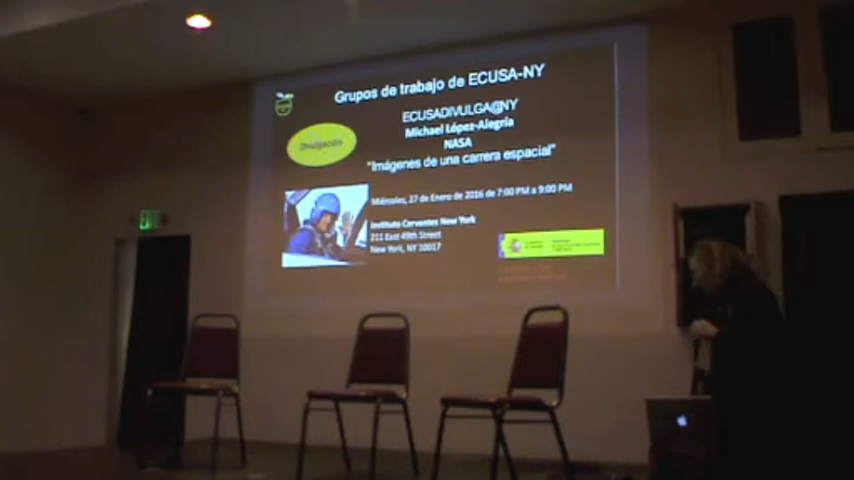 Grupos de trabajo de ECUSA-NY
ECUSADIVULGA@NY
Divulgación
Michael López-Alegría
NASA
"Imágenes de una carrera espacial"
Miércoles, 27 de Enero de 2016 de 7:00 PM a 9:00 PM
Instituto Cervantes New York
211 East 49th Street
New York, NY 10017
EXIT